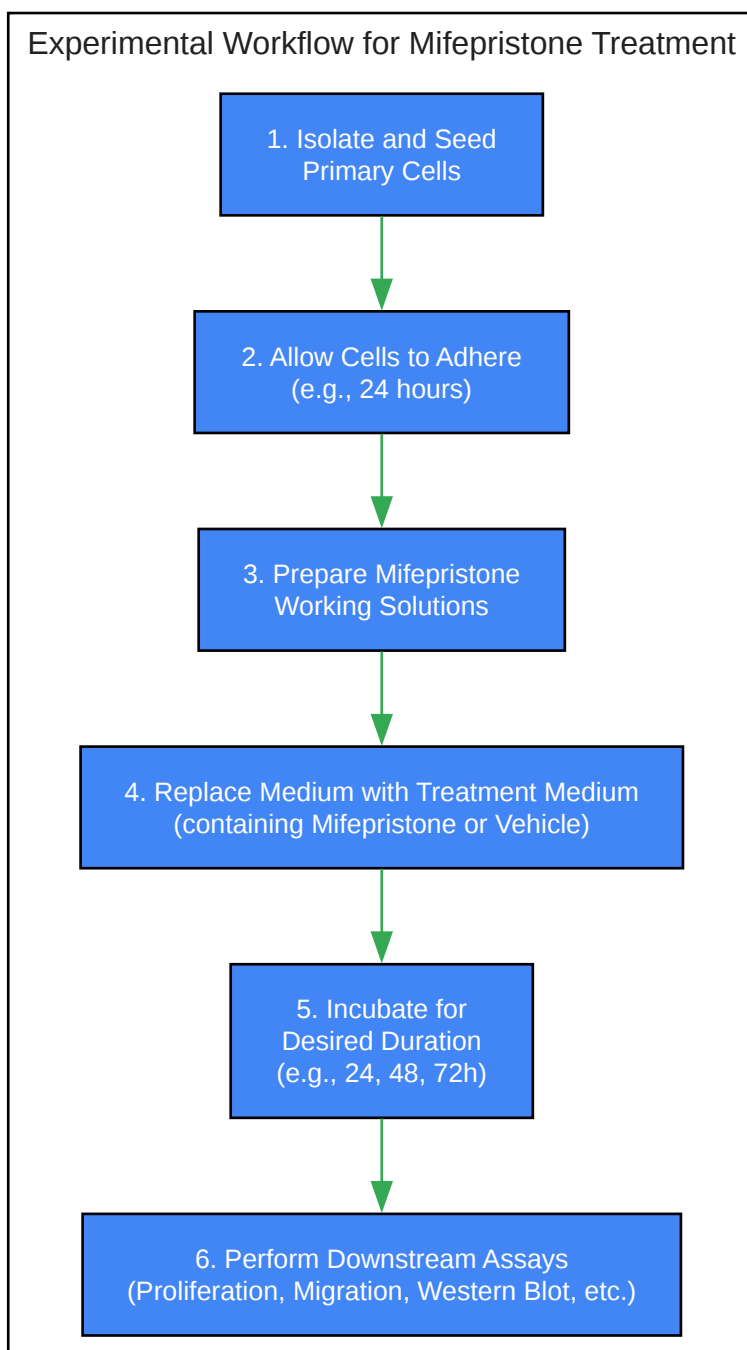 Experimental Workflow for Mifepristone Treatment
1. Isolate and Seed
Primary Cells
2. Allow Cells to Adhere
(e.g., 24 hours)
3. Prepare Mifepristone
Working Solutions
4. Replace Medium with Treatment Medium
(containing Mifepristone or Vehicle)
5. Incubate for
Desired Duration
(e.g., 24, 48, 72h)
6. Perform Downstream Assays
(Proliferation, Migration, Western Blot, etc.)